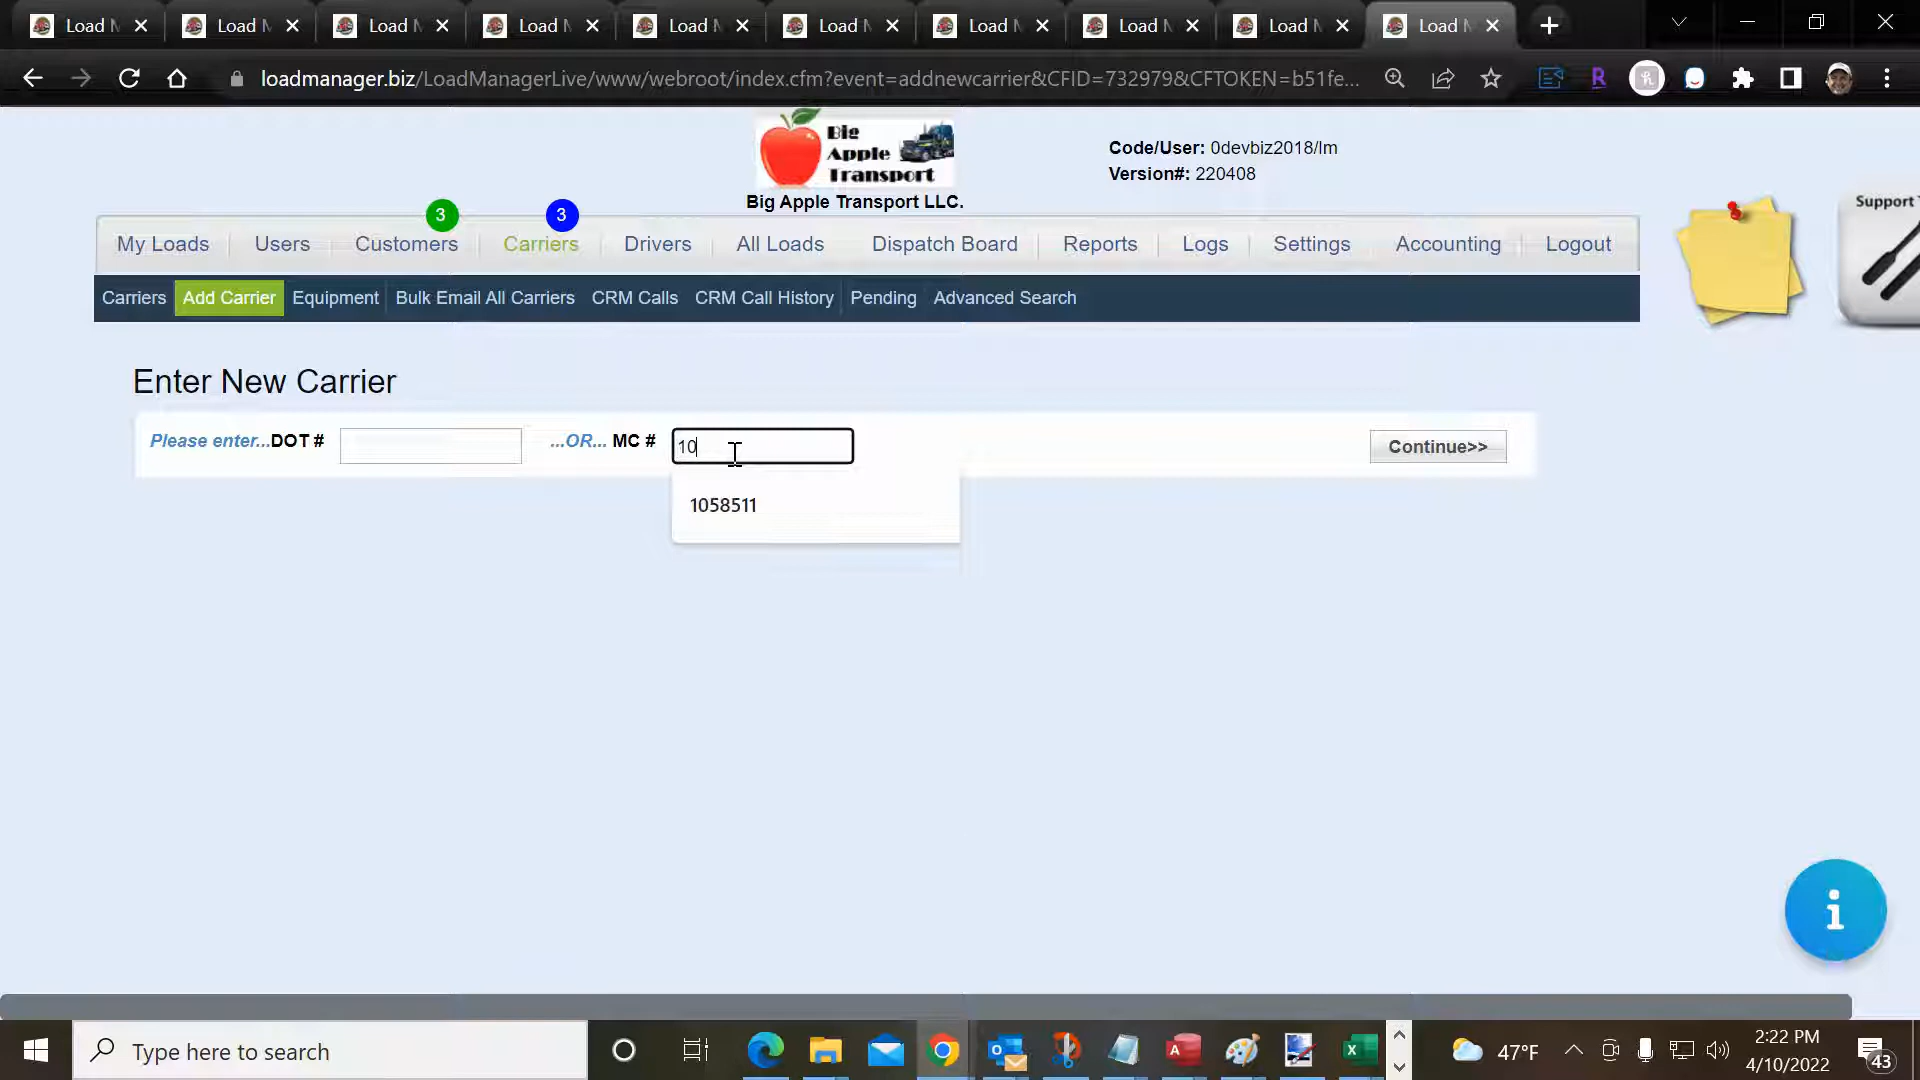 Load M Load M Load M Load M Load M Load M Load M Load M Load M Load M
loadmanager.biz/LoadManagerLive/www/webroot/index.cfm?event=addnewcarrier&CFID=732979&CFTOKEN=b51fe...
Big
Apple
Transport
Big Apple Transport LLC.
Code/User: 0devbiz2018/lm
Version#: 220408
Support
3 3
My Loads Users Customers Carriers Drivers All Loads Dispatch Board Reports Logs Settings Accounting Logout
Carriers Add Carrier Equipment Bulk Email All Carriers CRM Calls CRM Call History Pending Advanced Search
Enter New Carrier
Please enter...DOT # ...OR... MC # 10 Continue>>
1058511
Type here to search
47°F
2:22 PM
4/10/2022
43